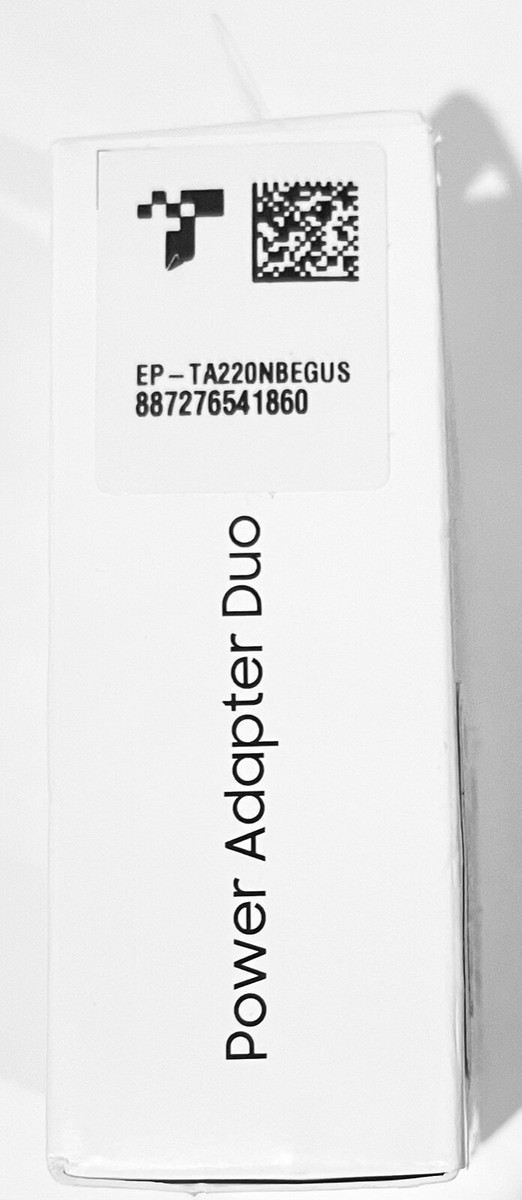 EP-TA220NBEGUS
887276541860
Power Adapter Duo